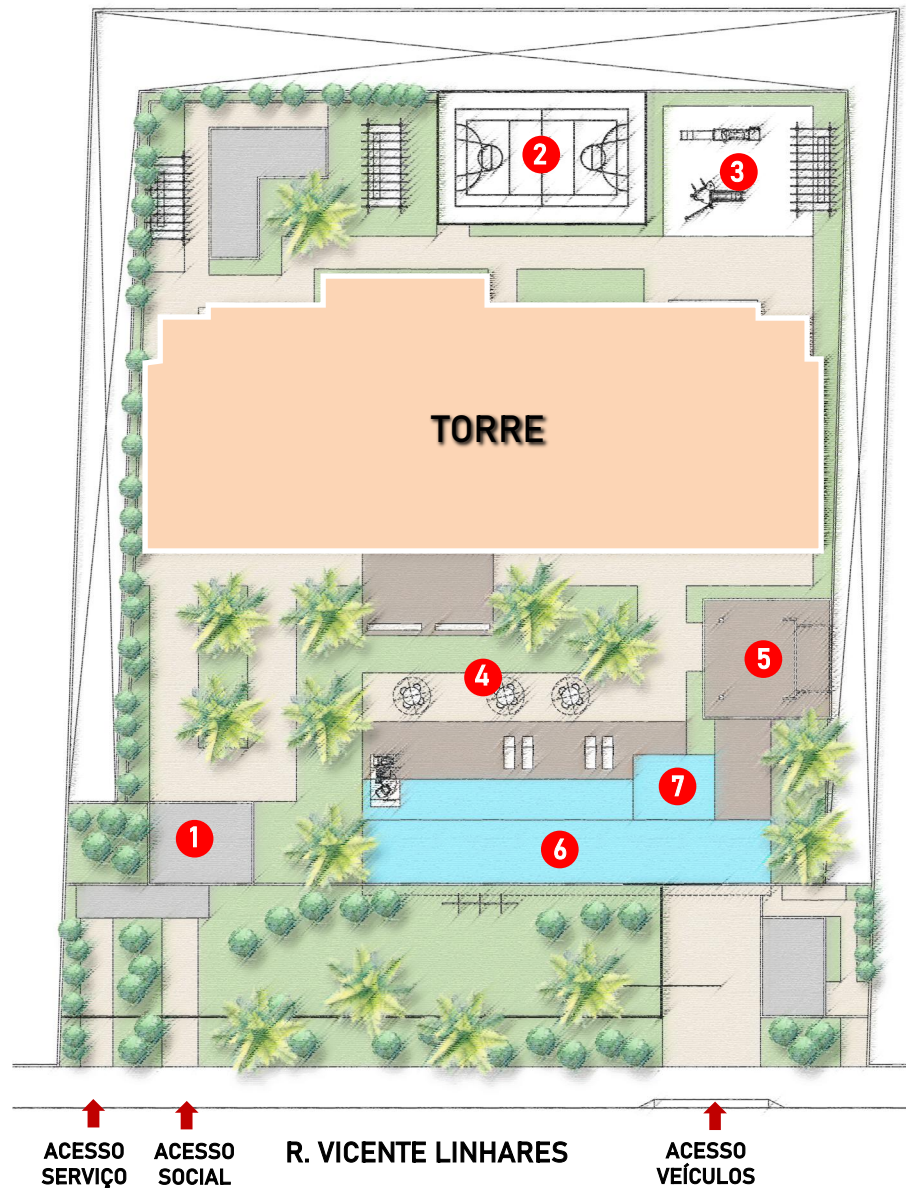 2
3
TORRE
4
5
7
1
6
ACESSO
SERVIÇO
ACESSO
SOCIAL
R. VICENTE LINHARES
ACESSO
VEÍCULOS